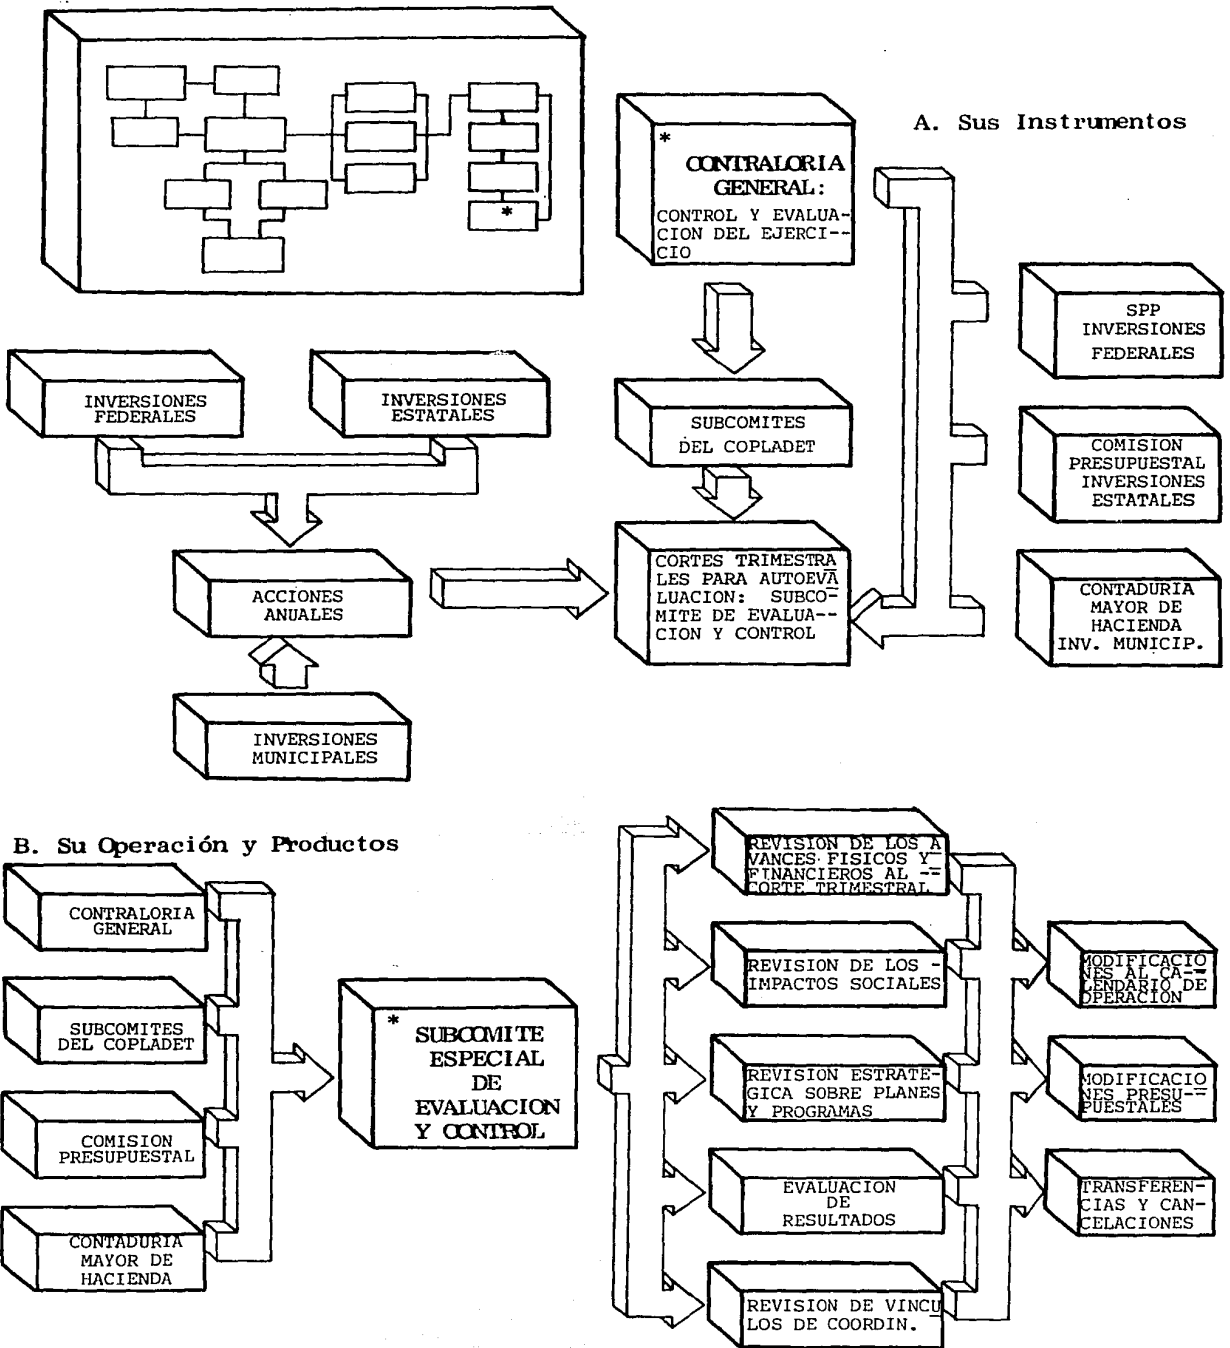 *
A. Sus Instrumentos
*
CONTRALORIA
GENERAL:
CONTROL Y EVALUA-
CION DEL EJERCI--
CIO
SPP
INVERSIONES
FEDERALES
INVERSIONES
FEDERALES
INVERSIONES
ESTATALES
SUBCOMITES
DEL COPLADET
COMISION
PRESUPUESTAL
INVERSIONES
ESTATALES
ACCIONES
ANUALES
CORTES TRIMESTRA
LES PARA AUTOEVA
LUACION: SUBCO-
MITE DE EVALUA--
CION Y CONTROL
CONTADURIA
MAYOR DE
HACIENDA
INV. MUNICIP.
INVERSIONES
MUNICIPALES
B. Su Operación y Productos
CONTRALORIA
GENERAL
SUBCOMITES
DEL COPLADET
COMISION
PRESUPUESTAL
CONTADURIA
MAYOR DE
HACIENDA
*
SUBCOMITE
ESPECIAL
DE
EVALUACION
Y CONTROL
REVISION DE LOS A
VANCES FISICOS Y
FINANCIEROS AL --
CORTE TRIMESTRAL
REVISION DE LOS -
IMPACTOS SOCIALES
REVISION ESTRATE-
GICA SOBRE PLANES
Y PROGRAMAS
EVALUACION
DE
RESULTADOS
REVISION DE VINCU
LOS DE COORDIN.
MODIFICACIO
NES AL CA--
LENDARIO DE
OPERACION
MODIFICACIO
NES PRESU--
PUESTALES
TRANSFEREN-
CIAS Y CAN-
CELACIONES